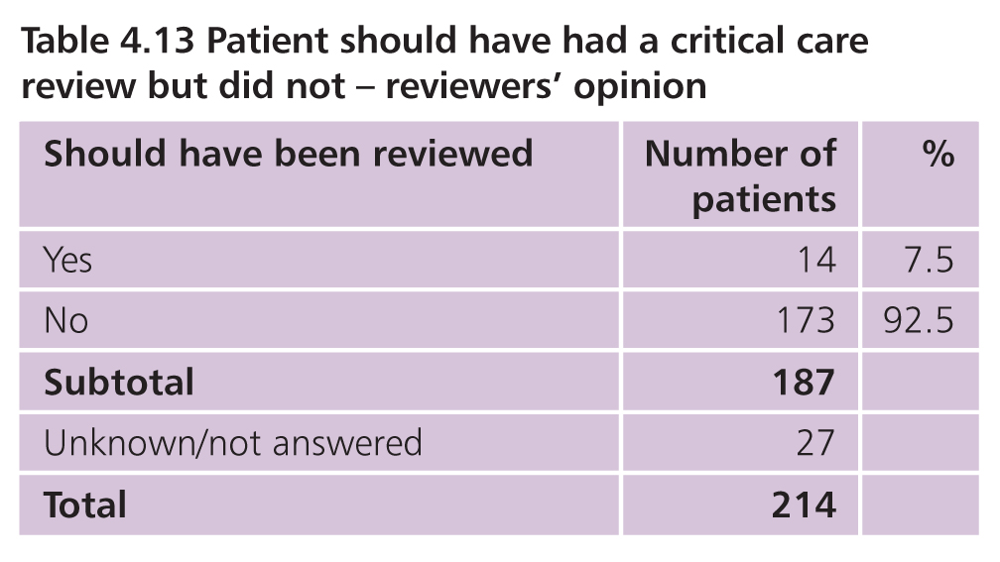 Table 4.13 Patient should have had a critical care
review but did not – reviewers’ opinion
Should have been reviewed Number of patients %
Yes 14 7.5
No 173 92.5
Subtotal 187
Unknown/not answered 27
Total 214